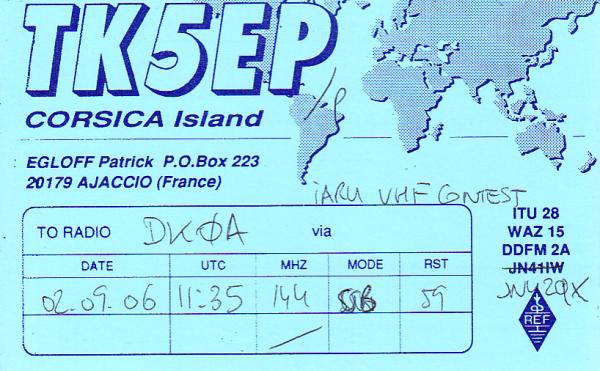 TK5EP
/P
CORSICA Island
EGLOFF Patrick P.O.Box 223
20179 AJACCIO (France)
iARU VHF CONTEST
TO RADIO DKØA via
ITU 28
WAZ 15
DDFM 2A
JN41IW
JN42QX
DATE UTC MHZ MODE RST
02.09.06 11:35 144 SSB 59
REF